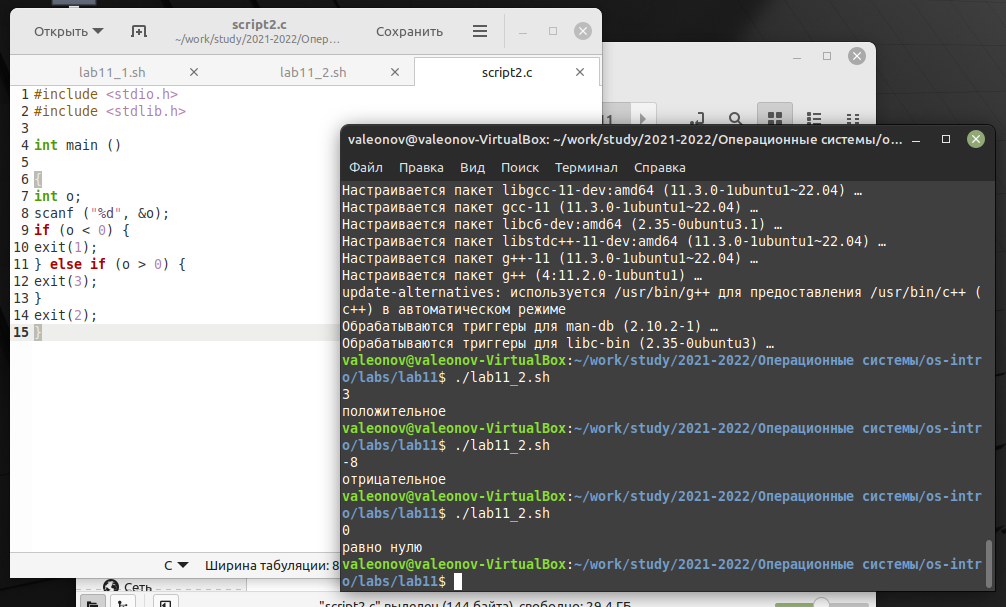 Открыть
script2.c
~/work/study/2021-2022/Опер…
Сохранить
lab11_1.sh
lab11_2.sh
script2.c
1 #include <stdio.h>
2 #include <stdlib.h>
3
4 int main ()
5
6 {
7 int o;
8 scanf ("%d", &o);
9 if (o < 0) {
10 exit(1);
11 } else if (o > 0) {
12 exit(3);
13 }
14 exit(2);
15 }
C
Ширина табуляции: 8
valeonov@valeonov-VirtualBox: ~/work/study/2021-2022/Операционные системы/o…
Файл Правка Вид Поиск Терминал Справка
Настраивается пакет libgcc-11-dev:amd64 (11.3.0-1ubuntu1~22.04) …
Настраивается пакет gcc-11 (11.3.0-1ubuntu1~22.04) …
Настраивается пакет libc6-dev:amd64 (2.35-0ubuntu3.1) …
Настраивается пакет libstdc++-11-dev:amd64 (11.3.0-1ubuntu1~22.04) …
Настраивается пакет g++-11 (11.3.0-1ubuntu1~22.04) …
Настраивается пакет g++ (4:11.2.0-1ubuntu1) …
update-alternatives: используется /usr/bin/g++ для предоставления /usr/bin/c++ (
c++) в автоматическом режиме
Обрабатываются триггеры для man-db (2.10.2-1) …
Обрабатываются триггеры для libc-bin (2.35-0ubuntu3) …
valeonov@valeonov-VirtualBox:~/work/study/2021-2022/Операционные системы/os-intr
o/labs/lab11$ ./lab11_2.sh
3
положительное
valeonov@valeonov-VirtualBox:~/work/study/2021-2022/Операционные системы/os-intr
o/labs/lab11$ ./lab11_2.sh
-8
отрицательное
valeonov@valeonov-VirtualBox:~/work/study/2021-2022/Операционные системы/os-intr
o/labs/lab11$ ./lab11_2.sh
0
равно нулю
valeonov@valeonov-VirtualBox:~/work/study/2021-2022/Операционные системы/os-intr
o/labs/lab11$
Сеть
"script2.c" выделен (144 байта), свободно: 29,4 ГБ